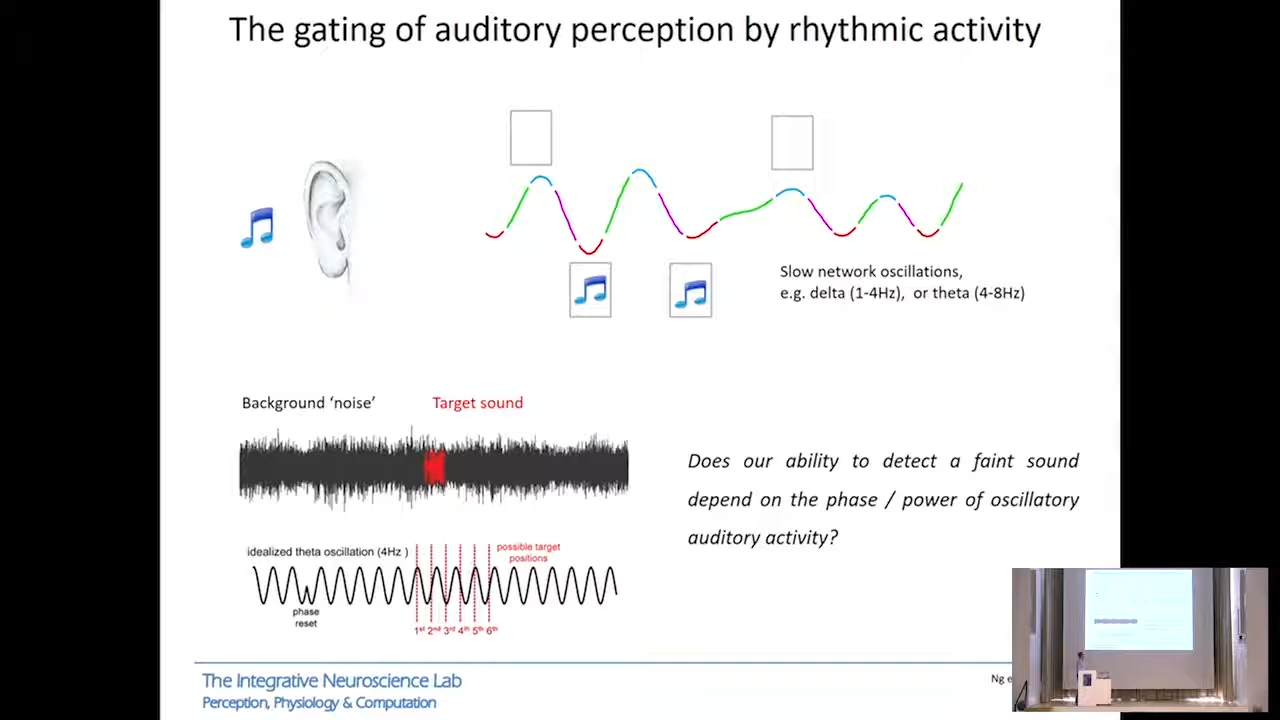 The gating of auditory perception by rhythmic activity
Slow network oscillations,
e.g. delta (1-4Hz), or theta (4-8Hz)
Background ‘noise’
Target sound
Does our ability to detect a faint sound
depend on the phase / power of oscillatory
auditory activity?
idealized theta oscillation (4Hz )
possible target
positions
phase
reset
1st 2nd 3rd 4th 5th 6th
The Integrative Neuroscience Lab
Perception, Physiology & Computation
Ng